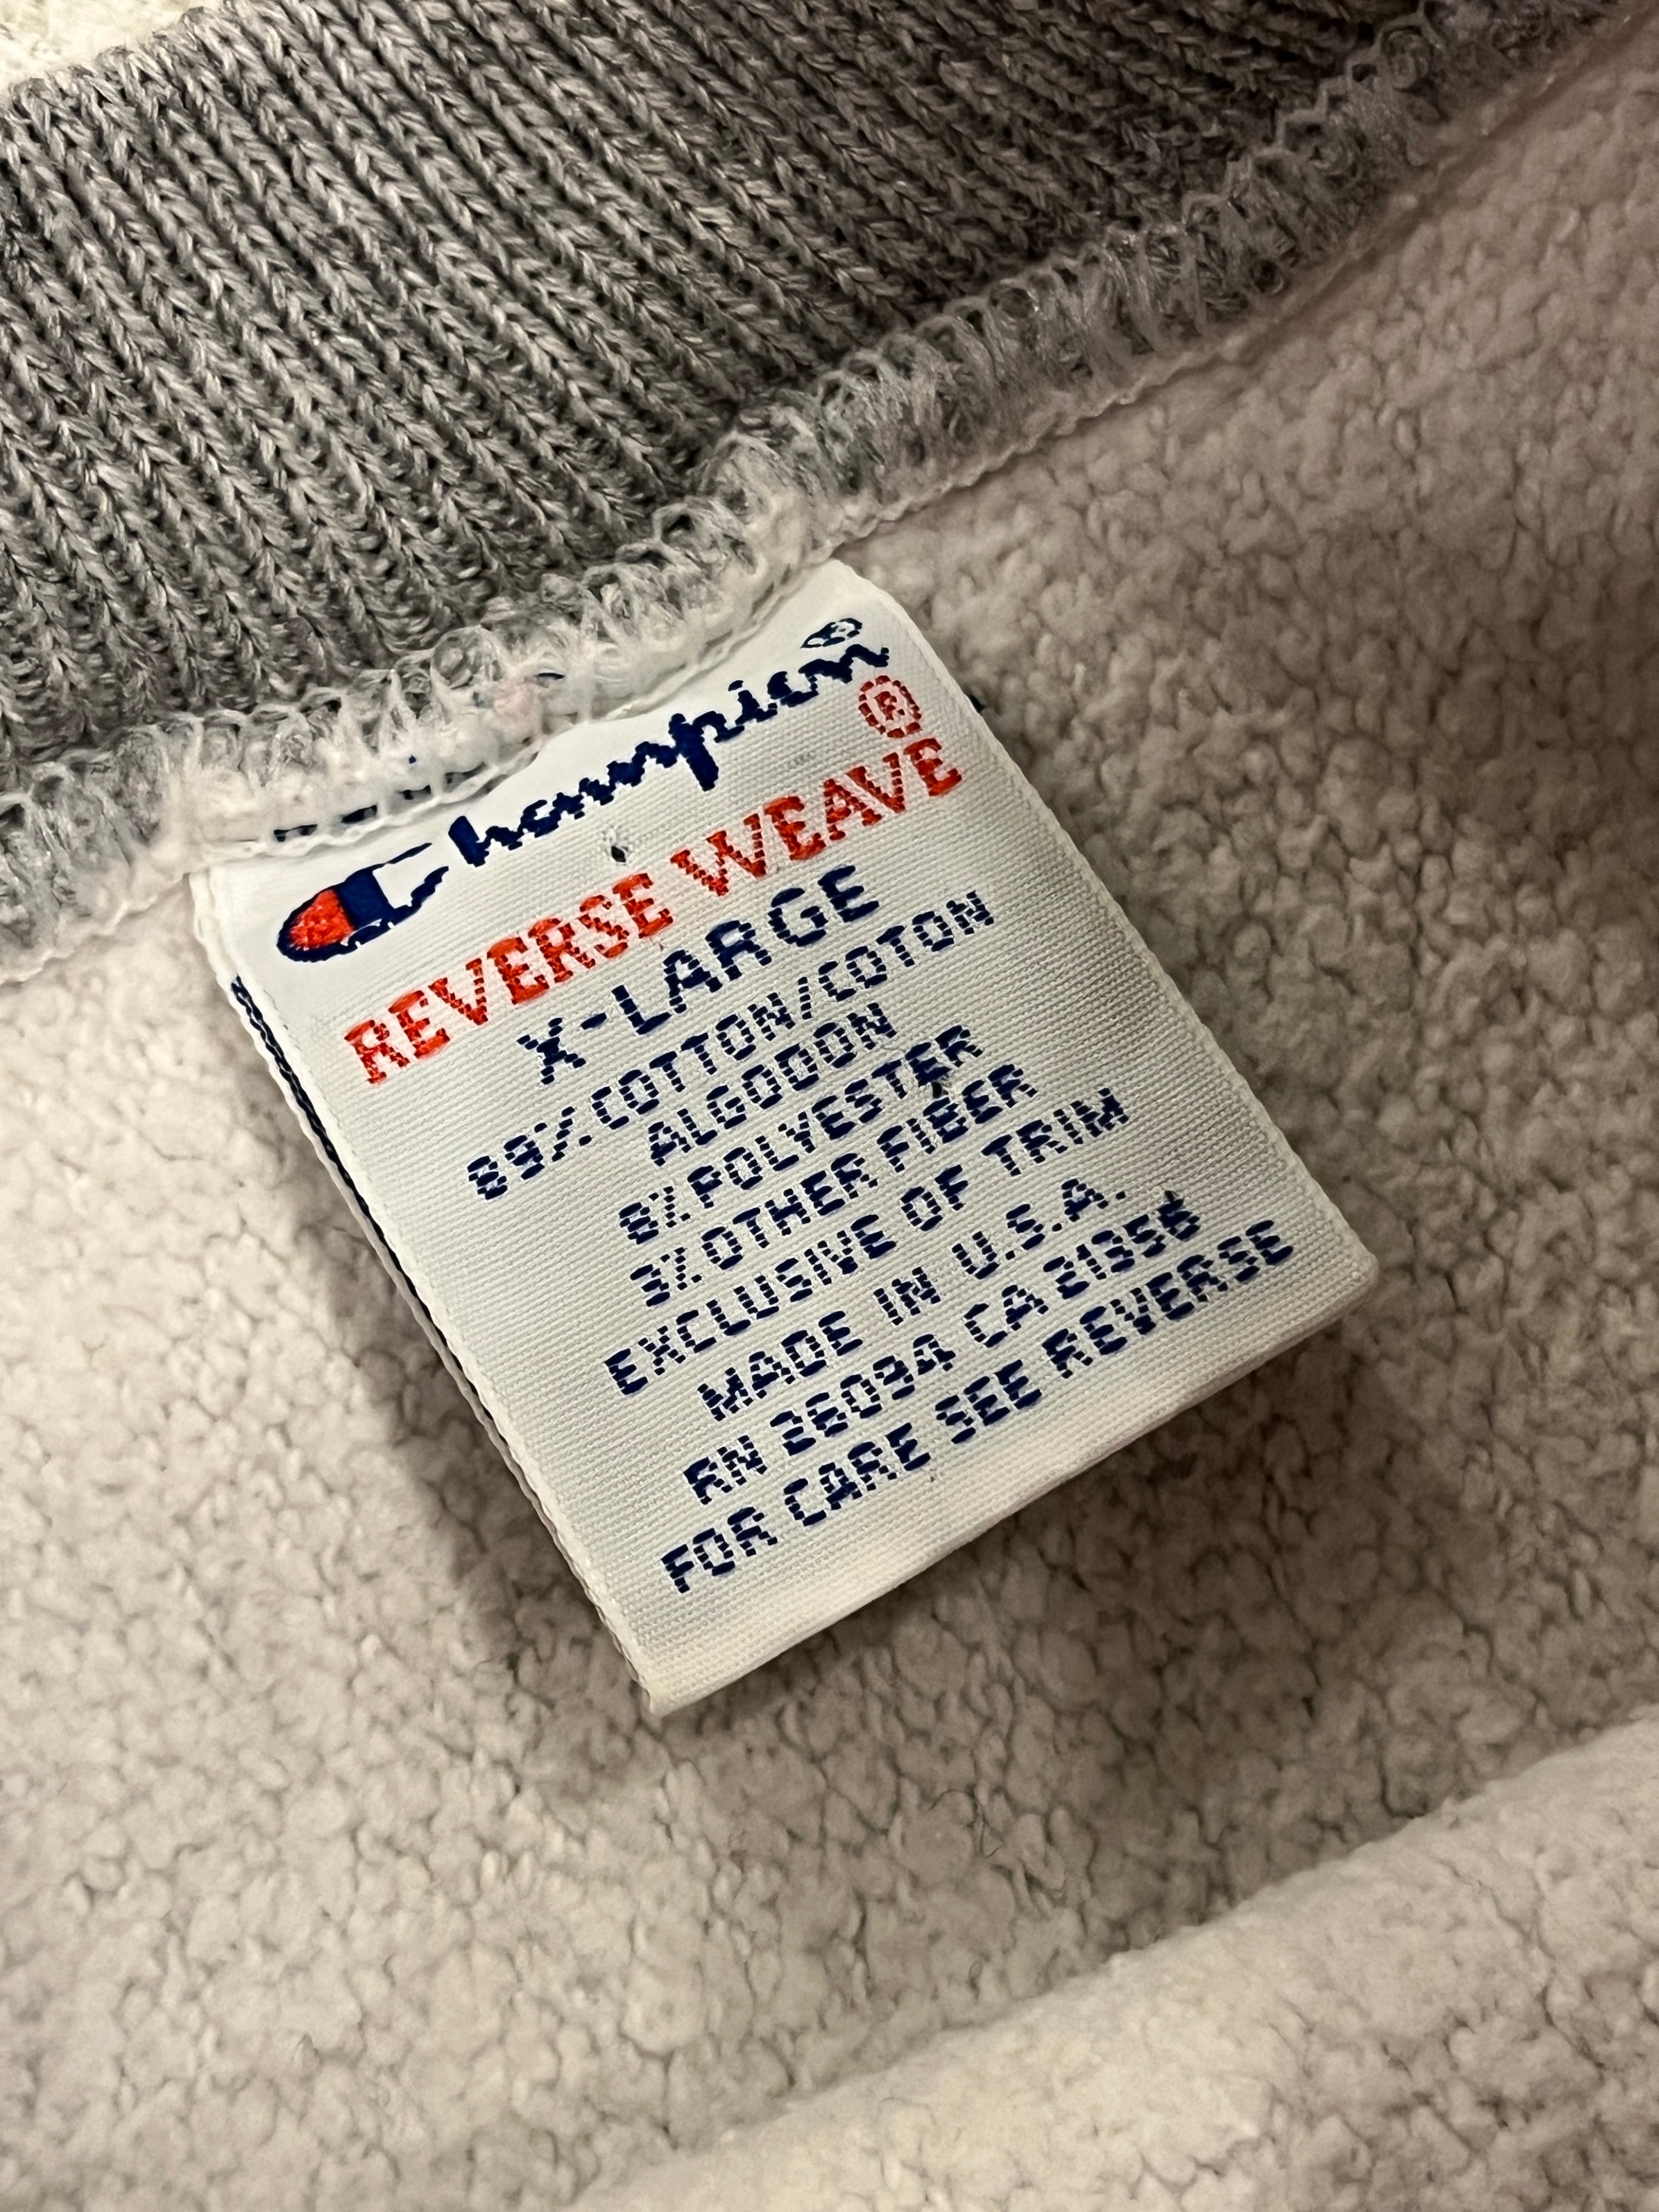 Champion®
REVERSE WEAVE®
X-LARGE
89% COTTON/COTON
ALGODON
8% POLYESTER
3% OTHER FIBER
EXCLUSIVE OF TRIM
MADE IN U.S.A.
RN 26094 CA 21356
FOR CARE SEE REVERSE